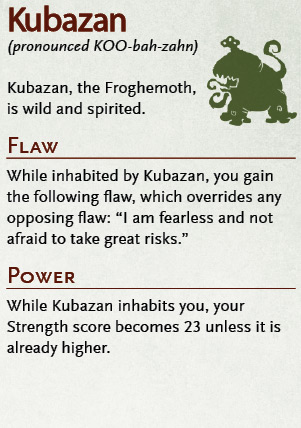 Kubazan
(pronounced KOO-bah-zahn)
Kubazan, the Froghemoth,
is wild and spirited.
FLAW
While inhabited by Kubazan, you gain
the following flaw, which overrides any
opposing flaw: “I am fearless and not
afraid to take great risks.”
POWER
While Kubazan inhabits you, your
Strength score becomes 23 unless it is
already higher.